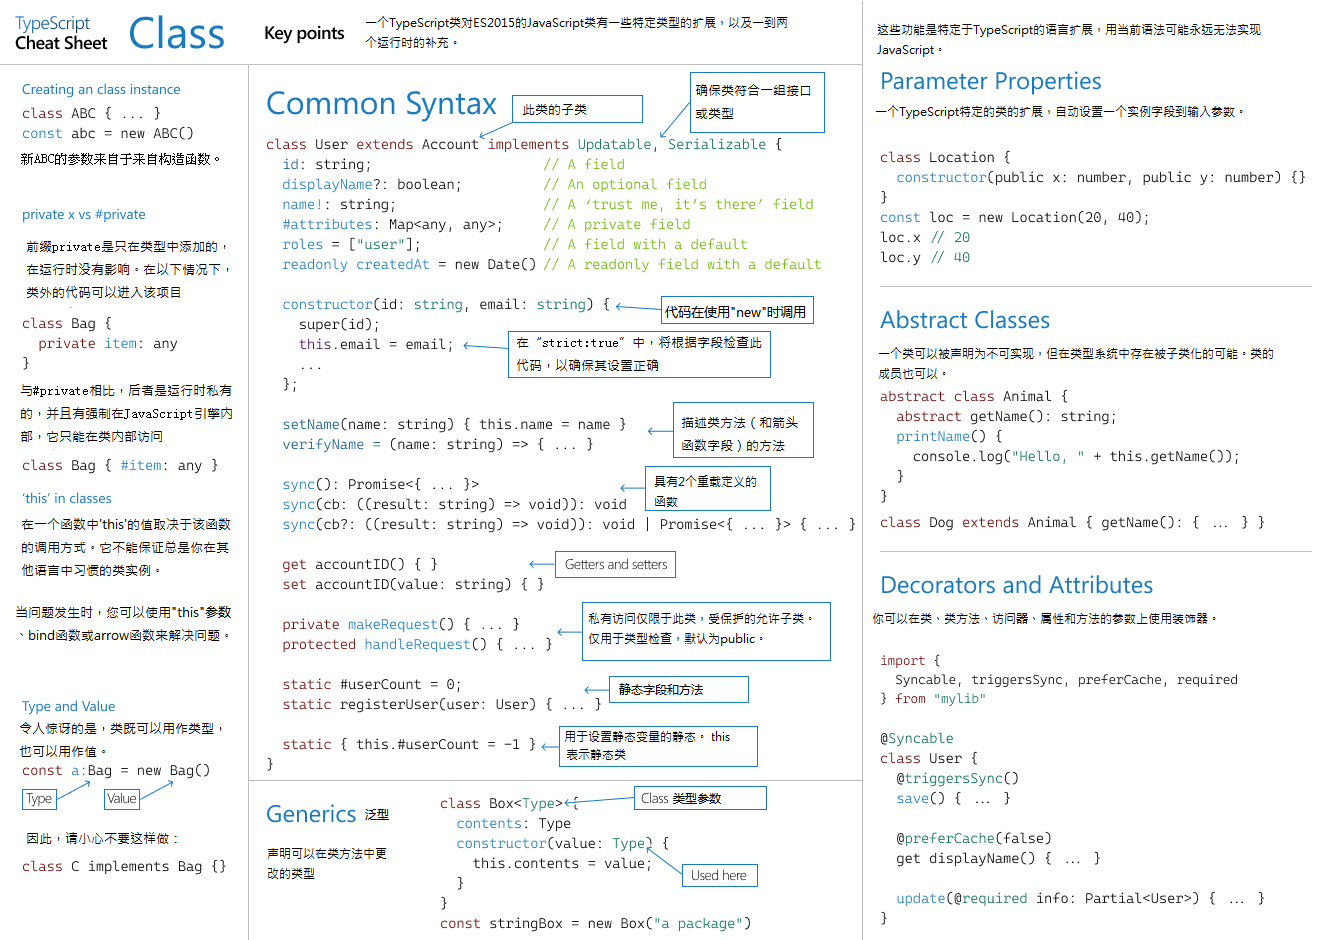 TypeScript
Cheat Sheet
Class
Key points
一个TypeScript类对ES2015的JavaScript类有一些特定类型的扩展，以及一到两
个运行时的补充。
Creating an class instance
class ABC { ... }
const abc = new ABC()
新ABC的参数来自于来自构造函数。
private x vs #private
前缀private是只在类型中添加的，
在运行时没有影响。在以下情况下，
类外的代码可以进入该项目
class Bag {
private item: any
}
与#private相比，后者是运行时私有
的，并且有强制在JavaScript引擎内
部，它只能在类内部访问
class Bag { #item: any }
‘this’ in classes
在一个函数中'this'的值取决于该函数
的调用方式。它不能保证总是你在其
他语言中习惯的类实例。
当问题发生时，您可以使用"this"参数
、bind函数或arrow函数来解决问题。
Type and Value
令人惊讶的是，类既可以用作类型，
也可以用作值。
const a:Bag = new Bag()
Type
Value
因此，请小心不要这样做：
class C implements Bag {}
Common Syntax
此类的子类
确保类符合一组接口
或类型
class User extends Account implements Updatable, Serializable {
id: string; // A field
displayName?: boolean; // An optional field
name!: string; // A ‘trust me, it’s there’ field
#attributes: Map<any, any>; // A private field
roles = ["user"]; // A field with a default
readonly createdAt = new Date() // A readonly field with a default
constructor(id: string, email: string) {
代码在使用"new"时调用
super(id);
this.email = email;
在“strict:true”中，将根据字段检查此
代码，以确保其设置正确
...
};
setName(name: string) { this.name = name }
verifyName = (name: string) => { ... }
描述类方法（和箭头
函数字段）的方法
sync(): Promise<{ ... }>
sync(cb: ((result: string) => void)): void
sync(cb?: ((result: string) => void)): void | Promise<{ ... }> { ... }
具有2个重载定义的
函数
get accountID() { }
set accountID(value: string) { }
Getters and setters
private makeRequest() { ... }
protected handleRequest() { ... }
私有访问仅限于此类，受保护的允许子类。
仅用于类型检查，默认为public。
static #userCount = 0;
static registerUser(user: User) { ... }
静态字段和方法
static { this.#userCount = -1 }
用于设置静态变量的静态。 this
表示静态类
}
Generics 泛型
声明可以在类方法中更
改的类型
class Box<Type> {
Class 类型参数
contents: Type
constructor(value: Type) {
this.contents = value;
Used here
}
}
const stringBox = new Box("a package")
这些功能是特定于TypeScript的语言扩展，用当前语法可能永远无法实现
JavaScript。
Parameter Properties
一个TypeScript特定的类的扩展，自动设置一个实例字段到输入参数。
class Location {
constructor(public x: number, public y: number) {}
}
const loc = new Location(20, 40);
loc.x // 20
loc.y // 40
Abstract Classes
一个类可以被声明为不可实现，但在类型系统中存在被子类化的可能。类的
成员也可以。
abstract class Animal {
abstract getName(): string;
printName() {
console.log("Hello, " + this.getName());
}
}
class Dog extends Animal { getName(): { ... } }
Decorators and Attributes
你可以在类、类方法、访问器、属性和方法的参数上使用装饰器。
import {
Syncable, triggersSync, preferCache, required
} from "mylib"
@Syncable
class User {
@triggersSync()
save() { ... }
@preferCache(false)
get displayName() { ... }
update(@required info: Partial<User>) { ... }
}